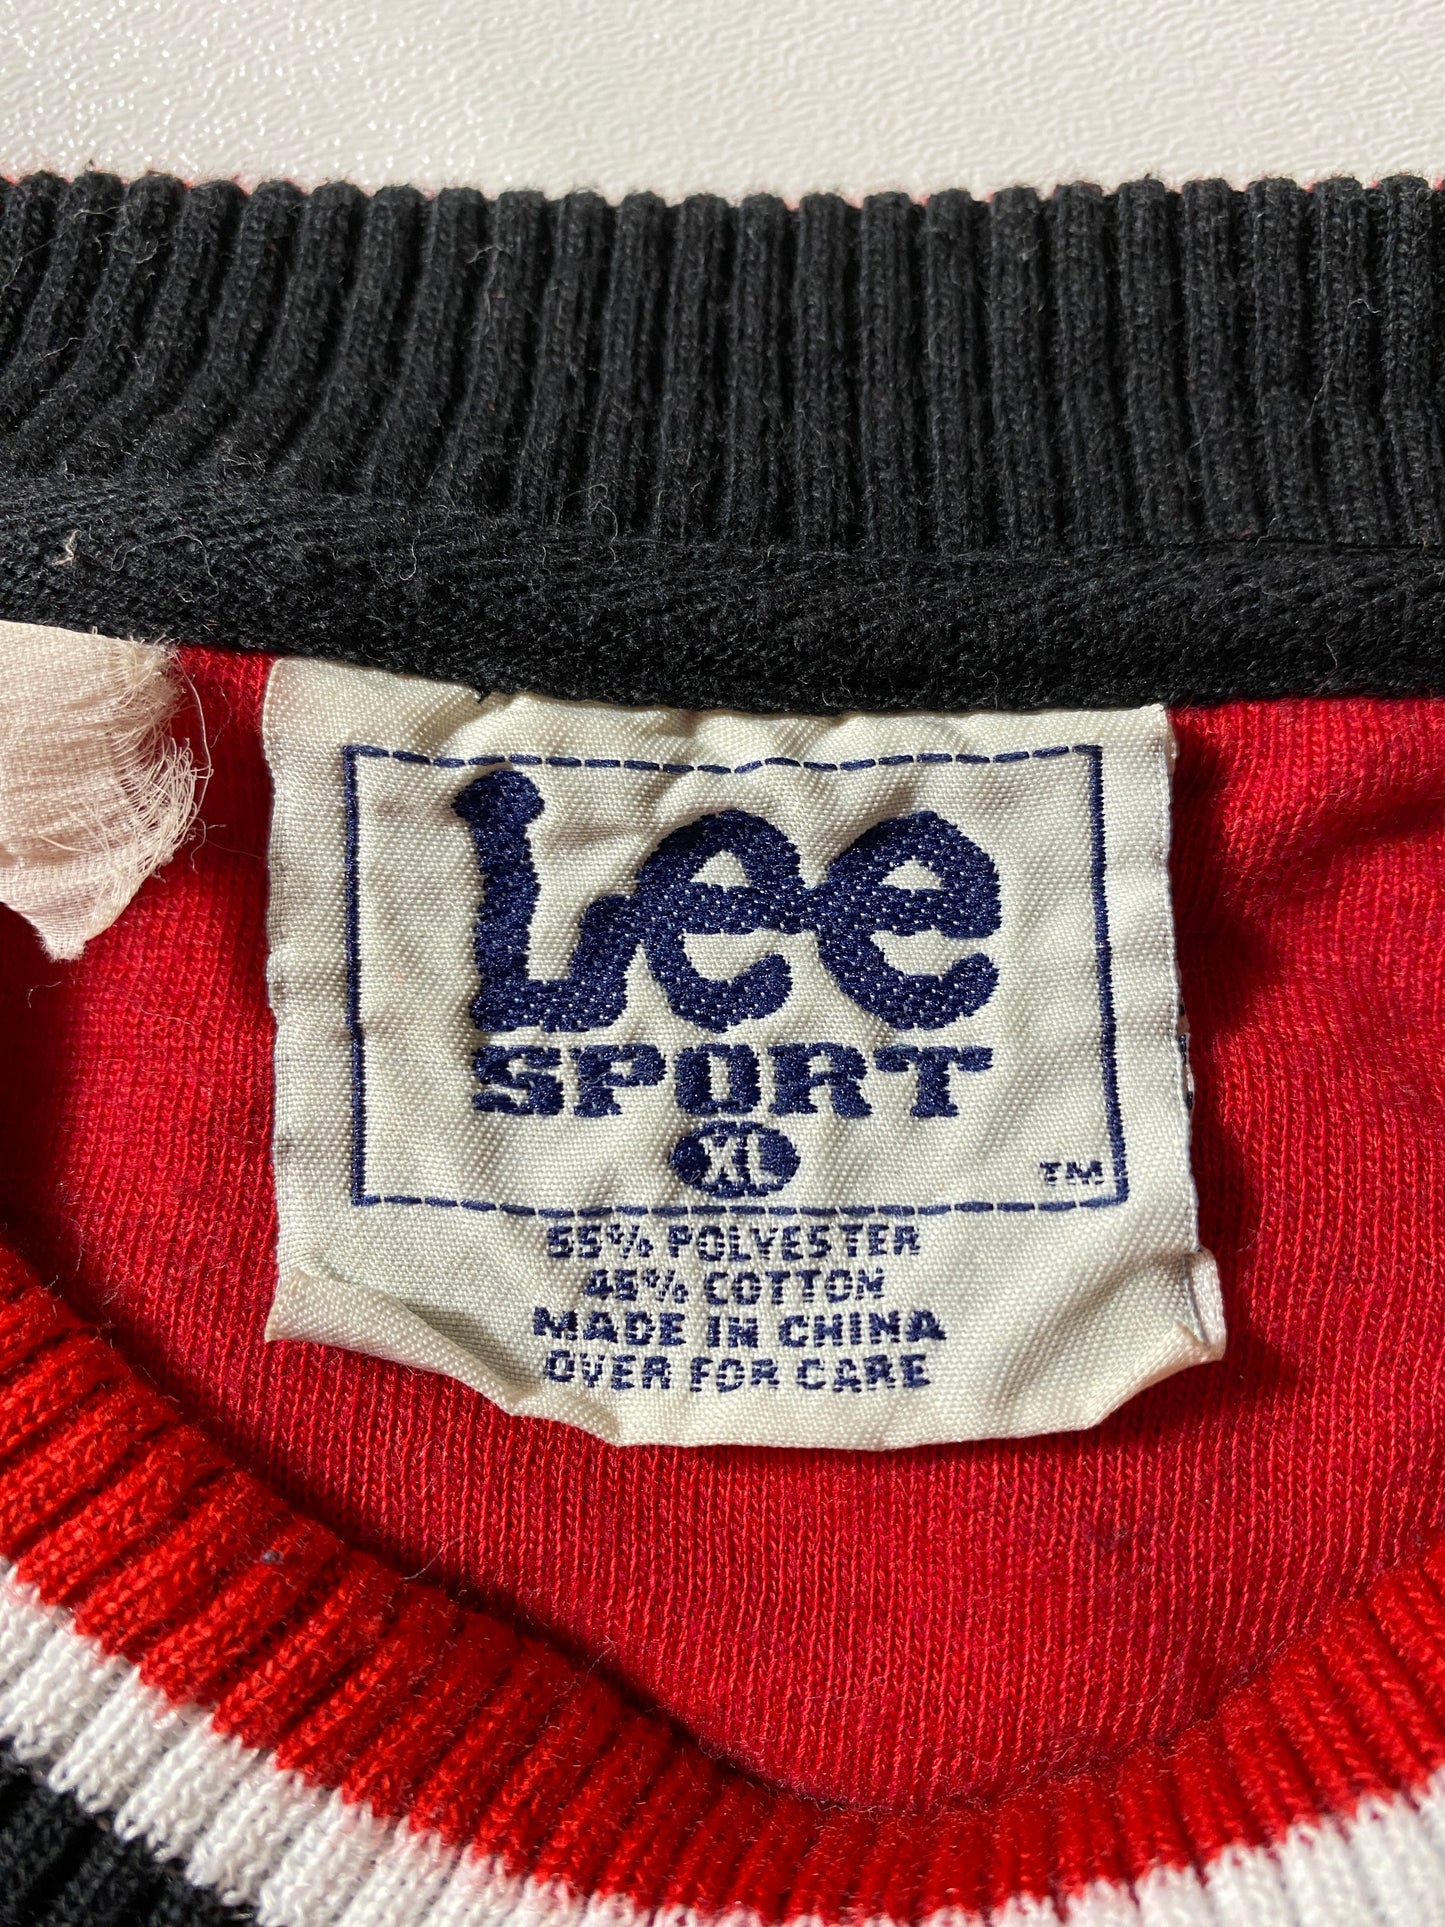 Lee
SPORT
XL
TM
55% POLYESTER
45% COTTON
MADE IN CHINA
OVER FOR CARE